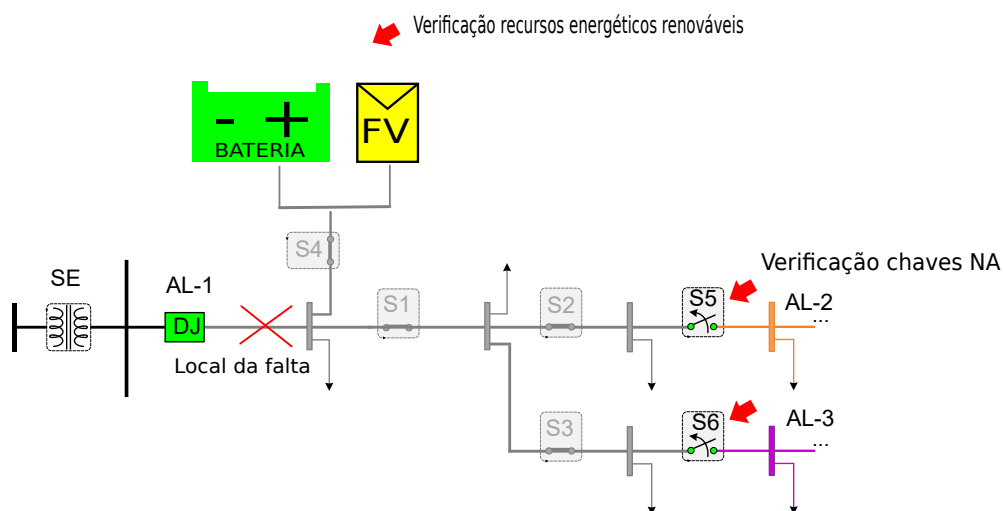 Verificação recursos energéticos renováveis
- +
BATERIA
FV
S4
SE
AL-1
DJ
Local da falta
S1
S2
S5
Verificação chaves NA
AL-2
...
S3
S6
AL-3
...